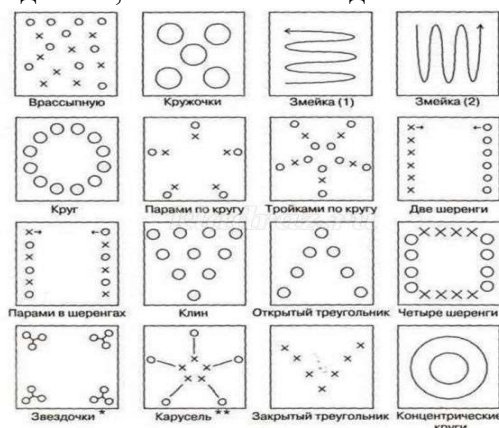 Врассыпную Кружочки Змейка (1) Змейка (2)
Круг Парами по кругу Тройками по кругу Две шеренги
Парами в шеренгах Клин Открытый треугольник Четыре шеренги
Звездочки * Карусель ** Закрытый треугольник Концентрические
круги